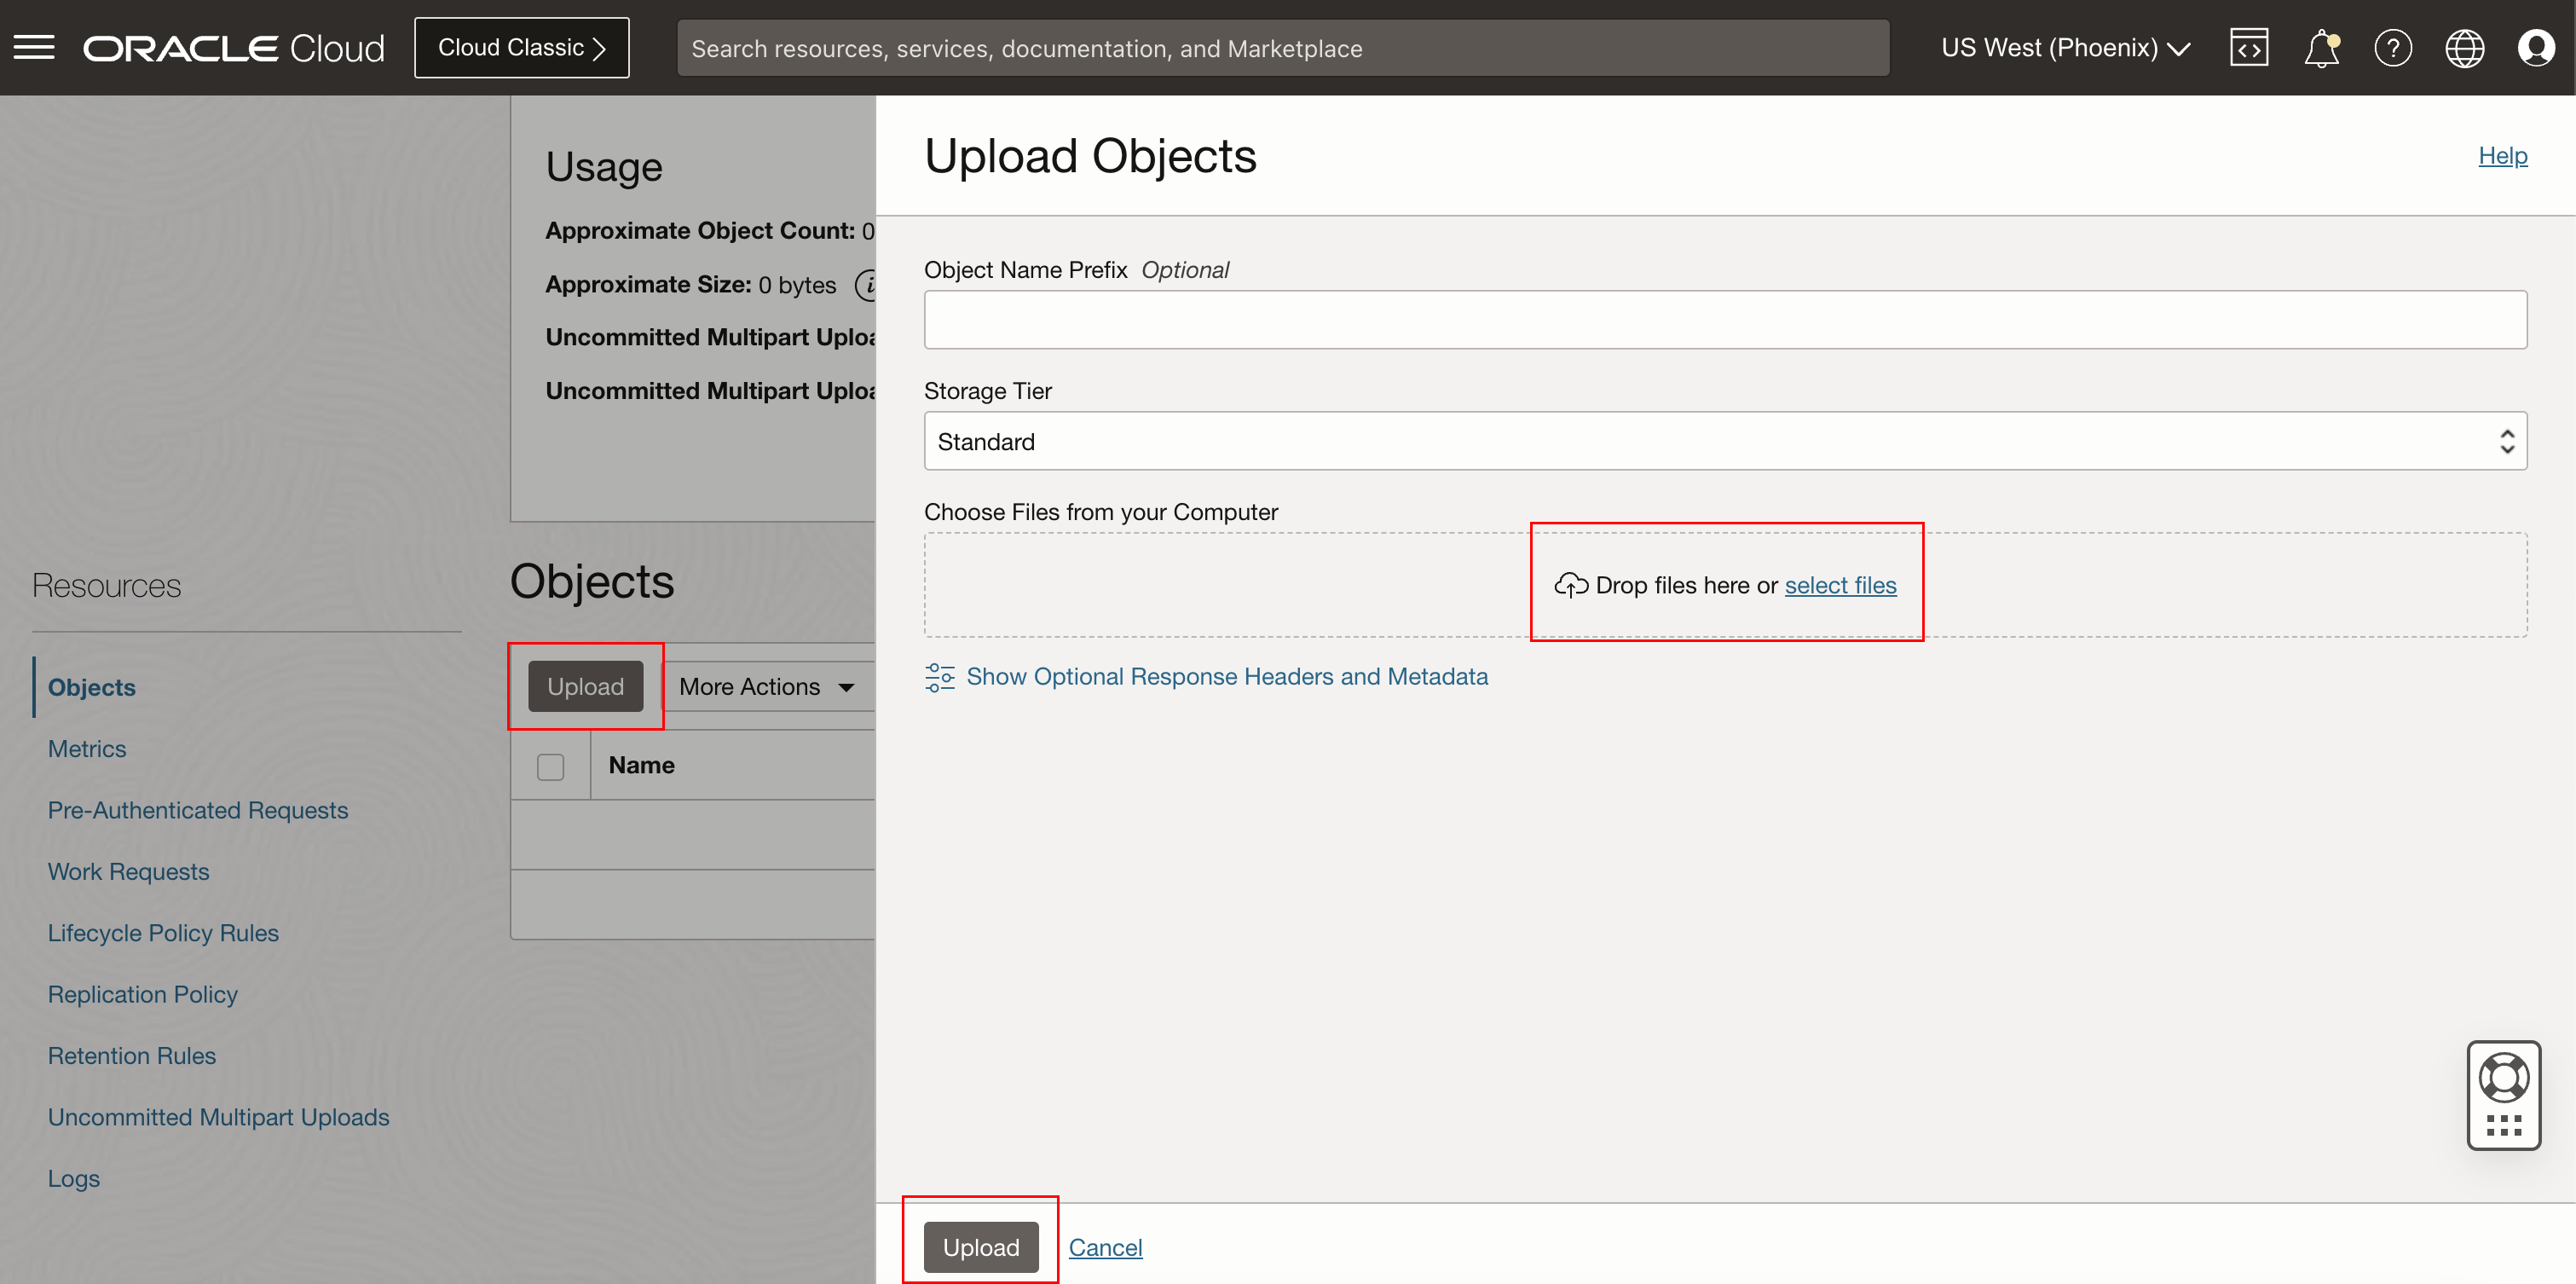 ORACLE Cloud
Cloud Classic
Search resources, services, documentation, and Marketplace
US West (Phoenix)
Usage
Approximate Object Count: 0
Approximate Size: 0 bytes
Uncommitted Multipart Uploa
Uncommitted Multipart Uploa
Resources
Objects
Metrics
Pre-Authenticated Requests
Work Requests
Lifecycle Policy Rules
Replication Policy
Retention Rules
Uncommitted Multipart Uploads
Logs
Objects
Upload More Actions
Name
Upload Objects
Help
Object Name Prefix Optional
Storage Tier
Standard
Choose Files from your Computer
Drop files here or select files
Show Optional Response Headers and Metadata
Upload Cancel